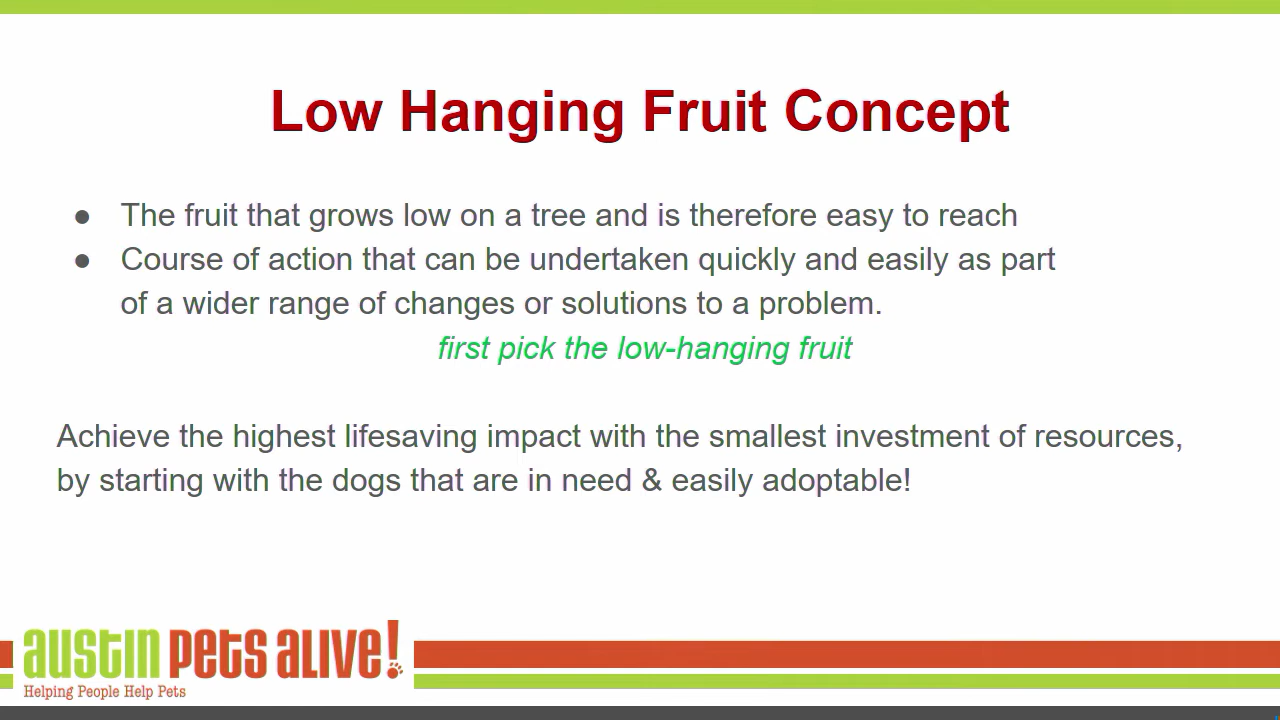 Low Hanging Fruit Concept
● The fruit that grows low on a tree and is therefore easy to reach
● Course of action that can be undertaken quickly and easily as part
of a wider range of changes or solutions to a problem.
first pick the low-hanging fruit
Achieve the highest lifesaving impact with the smallest investment of resources,
by starting with the dogs that are in need & easily adoptable!
AUSTIN PETS ALIVE!
Helping People Help Pets